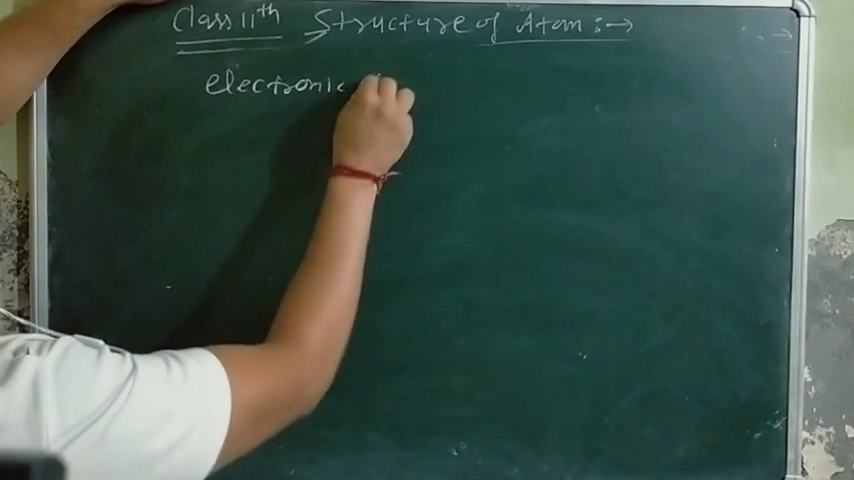 Class 11th Structure of Atom :→
electronic